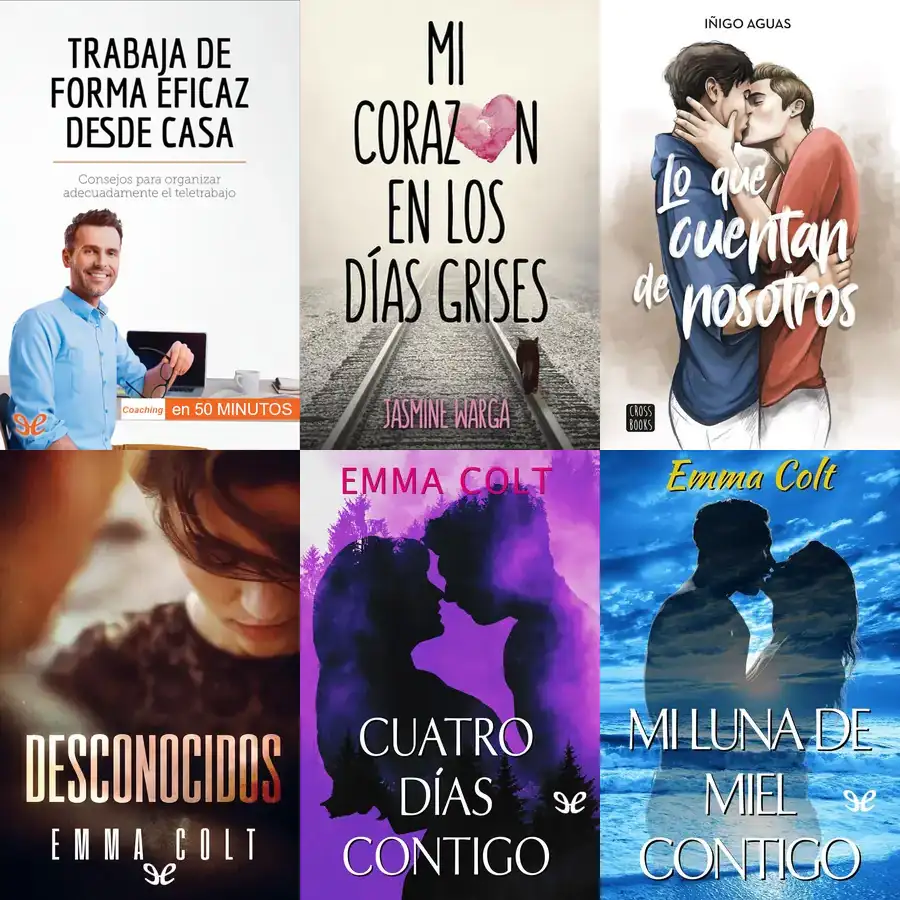 TRABAJA DE
FORMA EFICAZ
DESDE CASA
Consejos para organizar
adecuadamente el teletrabajo
Coaching en 50 MINUTOS
MI
CORAZN
EN LOS
DÍAS GRISES
JASMINE WARGA
IÑIGO AGUAS
Lo que
cuentan
de nosotros
CROSS
BOOKS
DESCONOCIDOS
EMMA COLT
EMMA COLT
CUATRO
DÍAS
CONTIGO
Emma Colt
MI LUNA DE
MIEL
CONTIGO